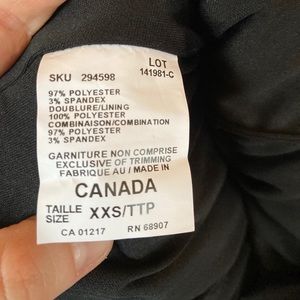 LOT
SKU 294598 141981-C
97% POLYESTER
3% SPANDEX
DOUBLURE/LINING
100% POLYESTER
COMBINAISON/COMBINATION
97% POLYESTER
3% SPANDEX
GARNITURE NON COMPRISE
EXCLUSIVE OF TRIMMING
FABRIQUE AU / MADE IN
CANADA
TAILLE
SIZE XXS/TTP
CA 01217 RN 68907